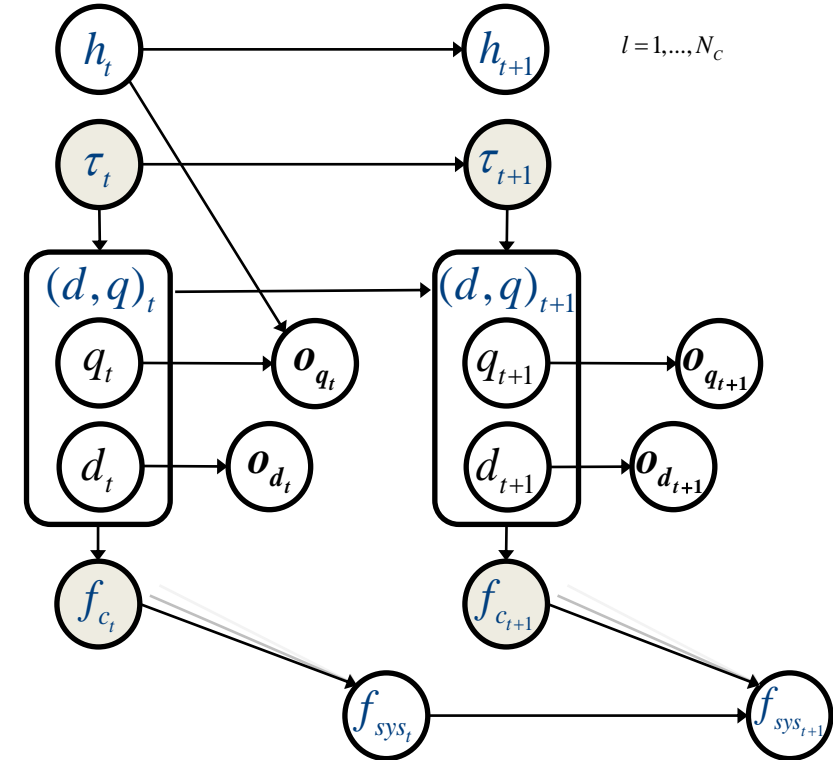 h_t h_{t+1} l = 1,...,N_C
τ_t τ_{t+1}
(d,q)_t (d,q)_{t+1}
q_t o_{q_t} q_{t+1} o_{q_{t+1}}
d_t o_{d_t} d_{t+1} o_{d_{t+1}}
f_{c_t} f_{c_{t+1}}
f_{sys_t} f_{sys_{t+1}}